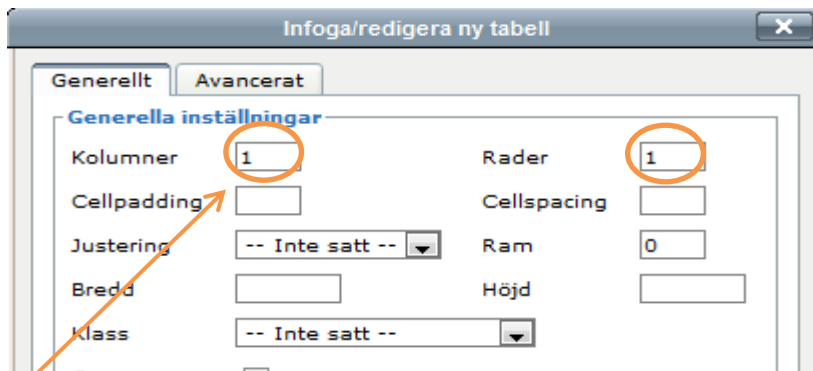 Infoga/redigera ny tabell
Generellt Avancerat
Generella inställningar
Kolumner 1 Rader 1
Cellpadding Cellspacing
Justering -- Inte satt -- Ram 0
Bredd Höjd
Klass -- Inte satt --